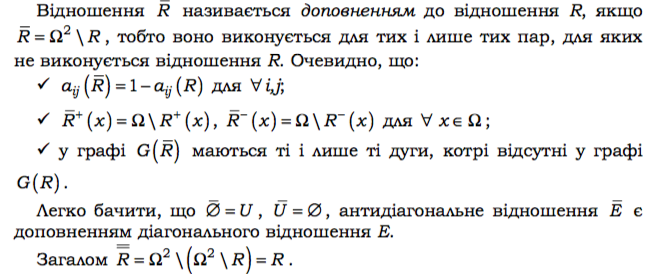 Відношення R̅ називається доповненням до відношення R, якщо
R̅ = Ω² \ R , тобто воно виконується для тих і лише тих пар, для яких
не виконується відношення R. Очевидно, що:
✓ aᵢⱼ(R̅) = 1 – aᵢⱼ(R) для ∀ i,j;
✓ R̅⁺(x) = Ω \ R⁺(x) , R̅⁻(x) = Ω \ R⁻(x) для ∀ x ∈ Ω ;
✓ у графі G(R̅) маються ті і лише ті дуги, котрі відсутні у графі
G(R) .
Легко бачити, що ∅̅ = U , U̅ = ∅ , антидіагональне відношення E̅ є
доповненням діагонального відношення E.
Загалом R̿ = Ω² \ (Ω² \ R) = R .